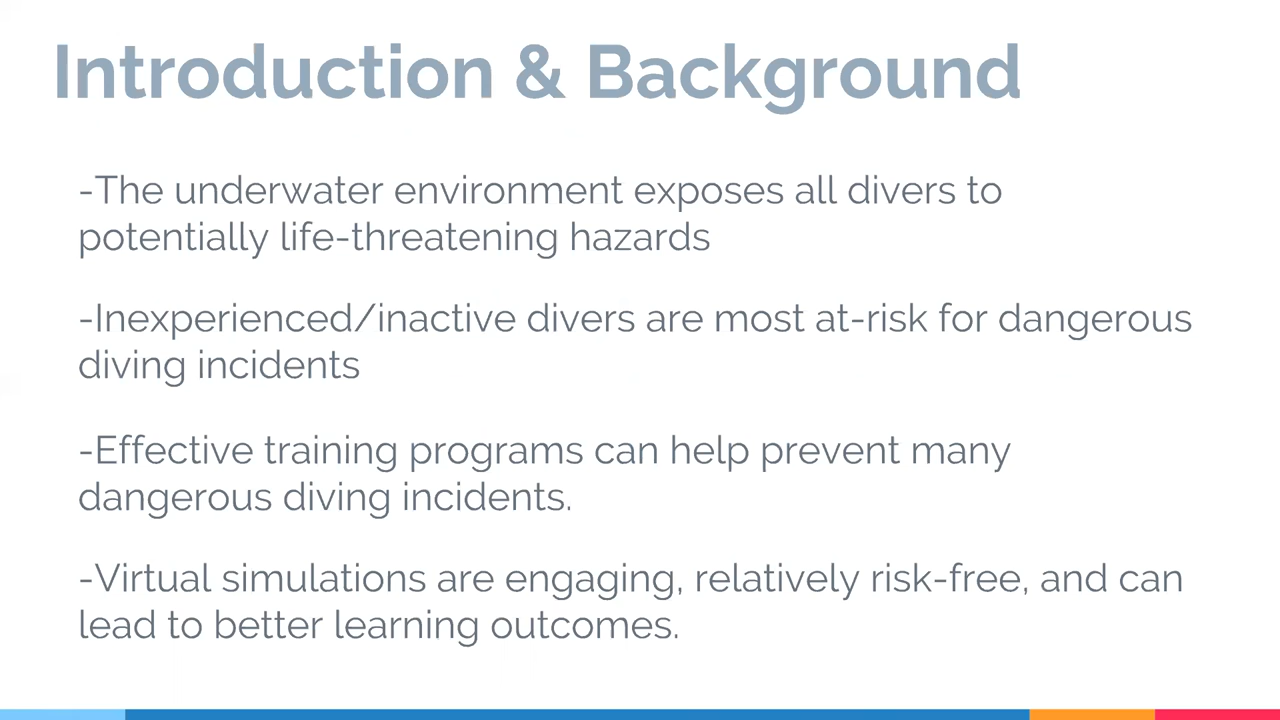 Introduction & Background
-The underwater environment exposes all divers to
potentially life-threatening hazards
-Inexperienced/inactive divers are most at-risk for dangerous
diving incidents
-Effective training programs can help prevent many
dangerous diving incidents.
-Virtual simulations are engaging, relatively risk-free, and can
lead to better learning outcomes.